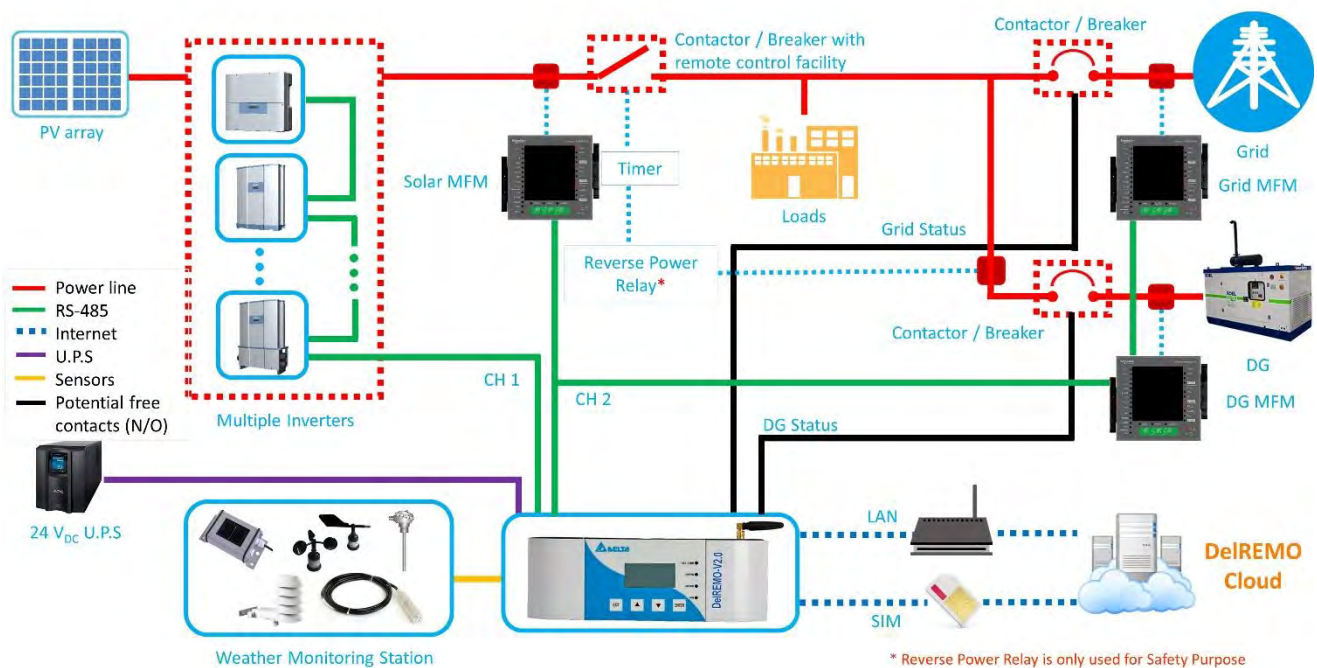 Contactor / Breaker
Contactor / Breaker with
remote control facility
PV array
Grid
Solar MFM
Timer
Grid MFM
Loads
Grid Status
Reverse Power
Relay*
Power line
RS-485
Internet
U.P.S
Sensors
Potential free
contacts (N/O)
Contactor / Breaker
DG
CH 1
CH 2
DG MFM
Multiple Inverters
DG Status
24 VDC U.P.S
LAN
DELTA
DelREMO-V2.0
DelREMO
Cloud
SIM
Weather Monitoring Station
* Reverse Power Relay is only used for Safety Purpose